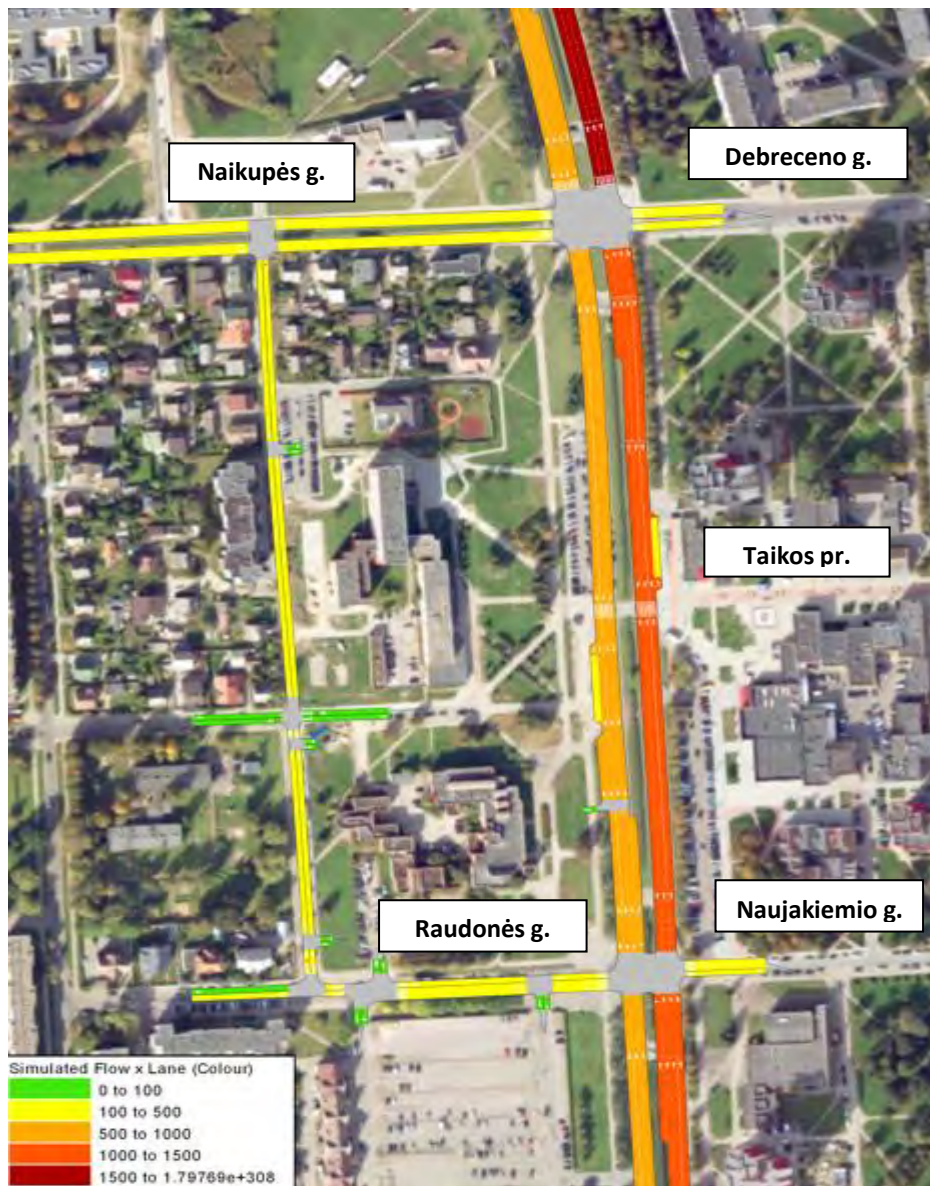 Debreceno g.
Naikupės g.
Taikos pr.
Naujakiemio g.
Raudonės g.
Simulated Flow x Lane (Colour)
0 to 100
100 to 500
500 to 1000
1000 to 1500
1500 to 1.79769e+308